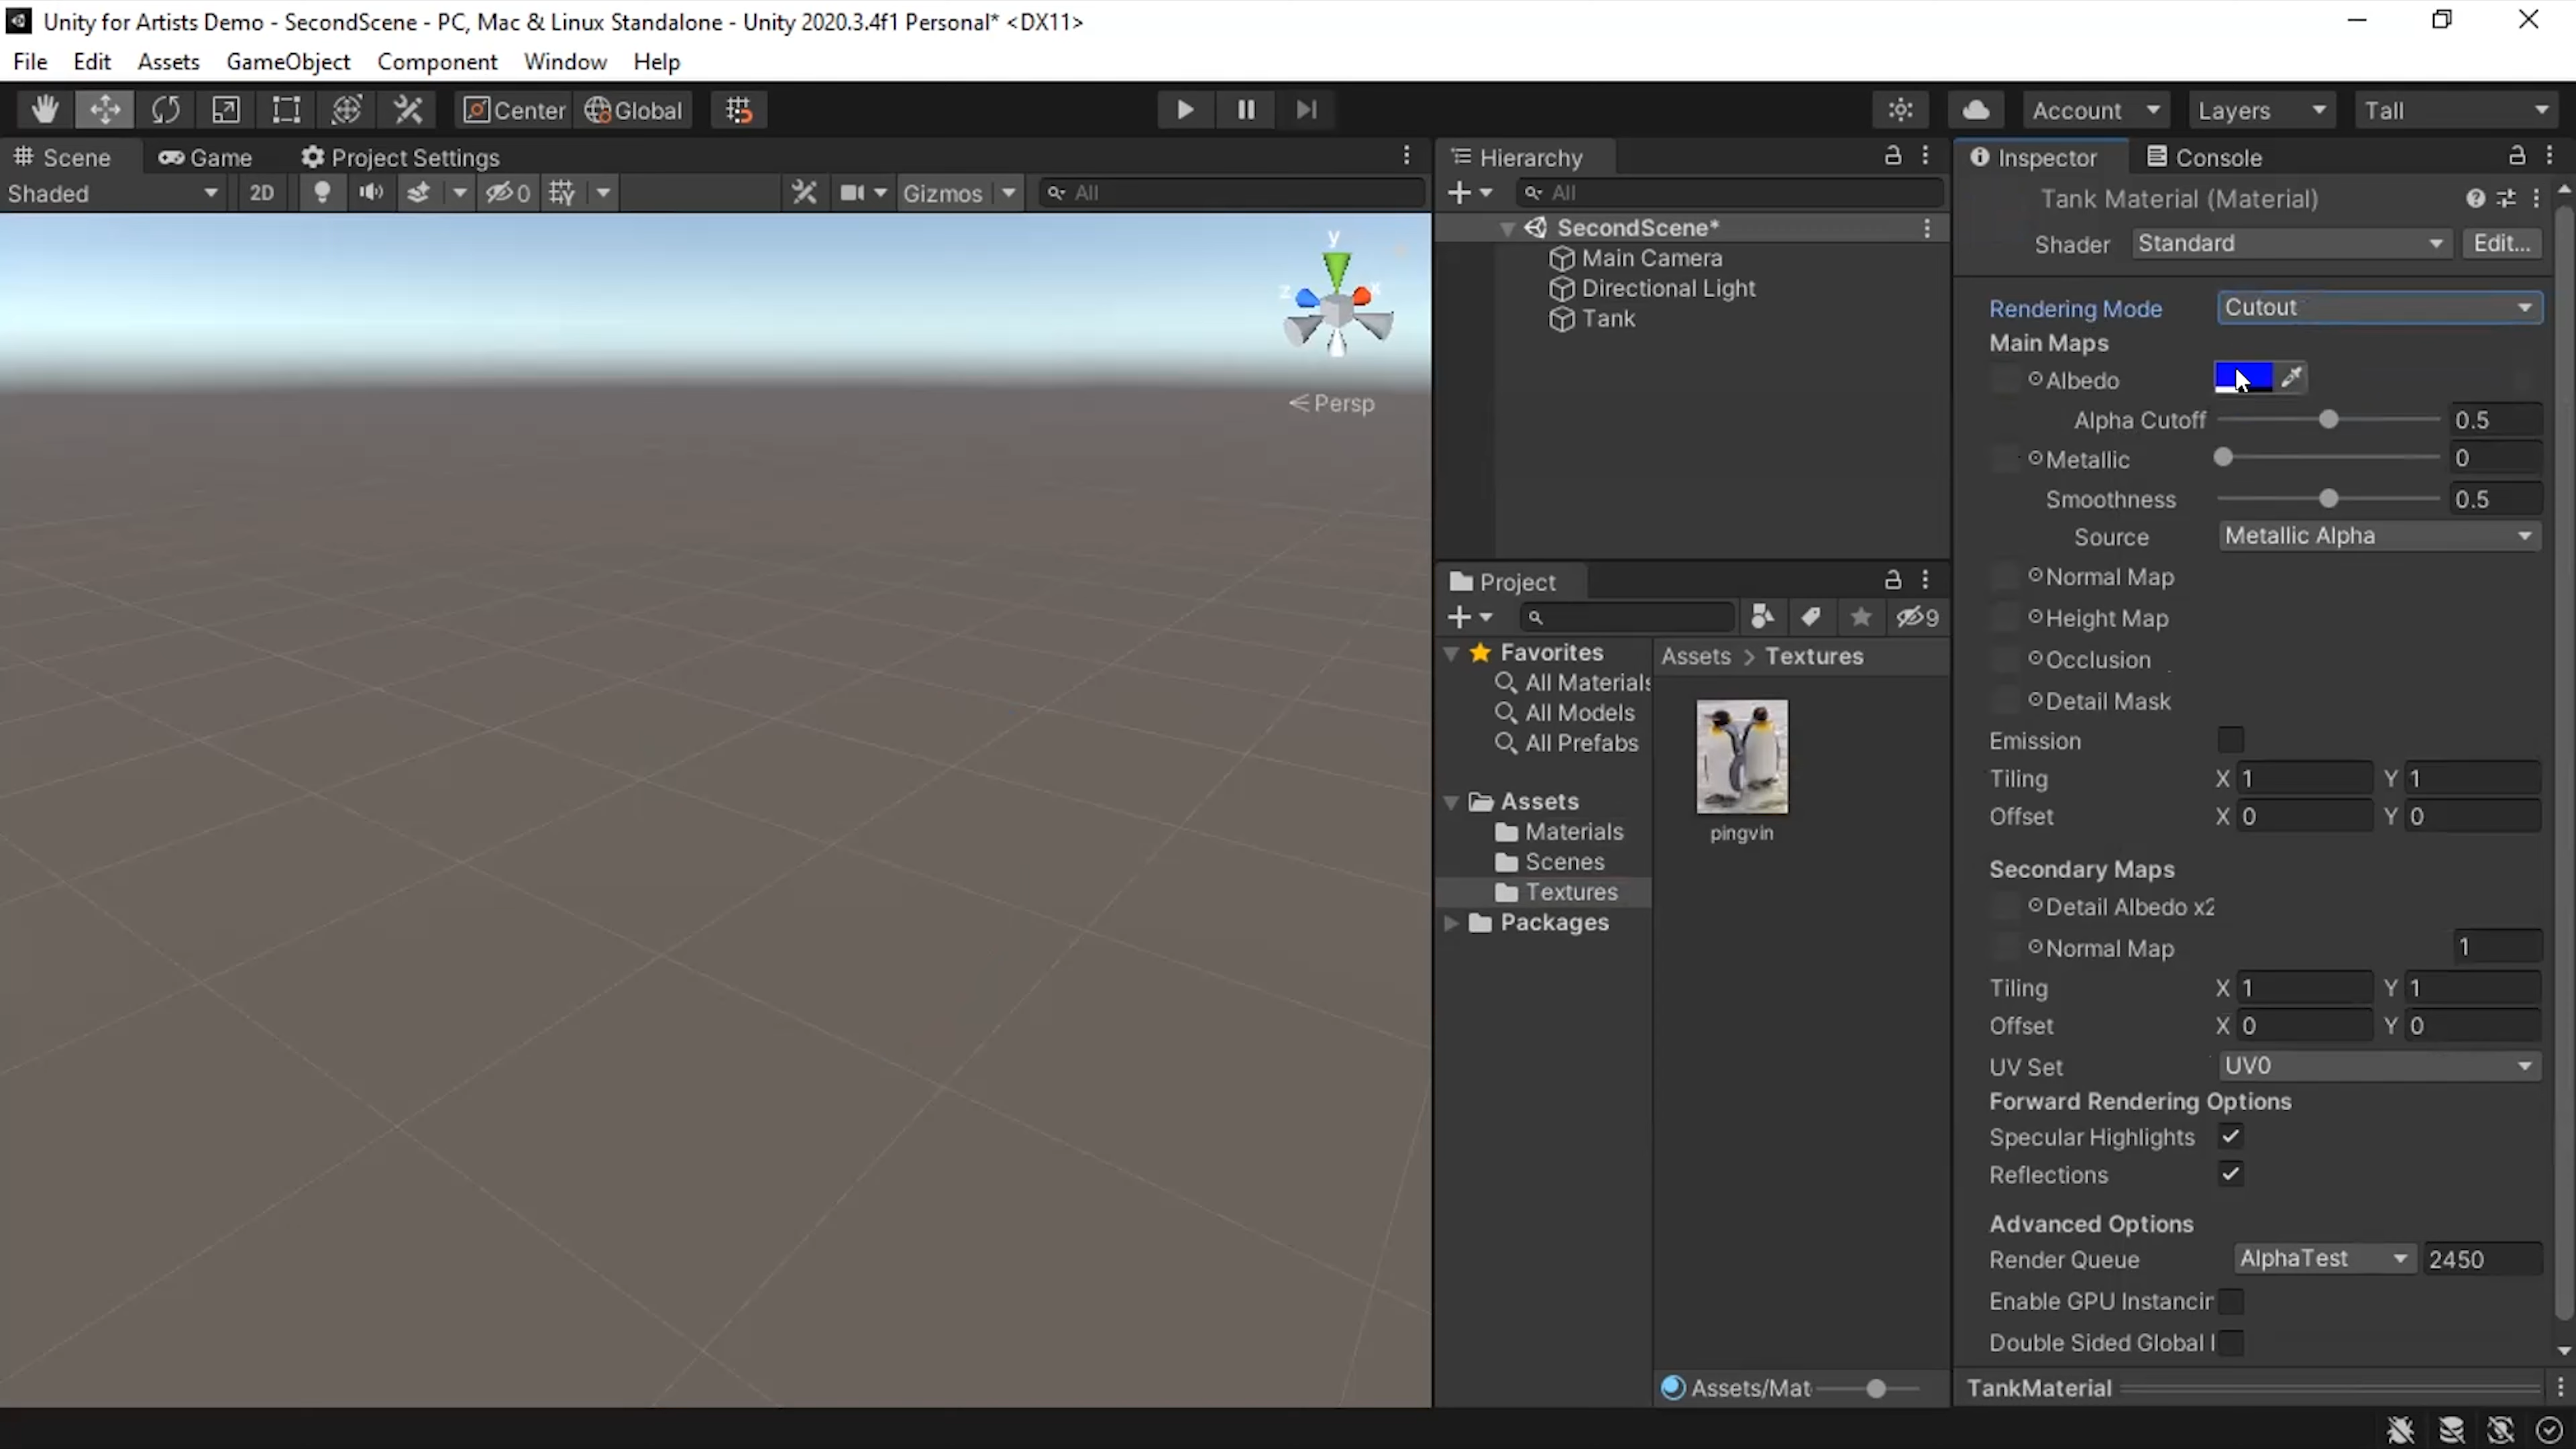 Unity for Artists Demo - SecondScene - PC, Mac & Linux Standalone - Unity 2020.3.4f1 Personal* <DX11>
File Edit Assets GameObject Component Window Help
Center Global Account Layers Tall
Scene Game Project Settings
Shaded 2D 0 Gizmos All
y
z x
Persp
Hierarchy
All
SecondScene*
Main Camera
Directional Light
Tank
Project
9
Favorites
All Materials
All Models
All Prefabs
Assets
Materials
Scenes
Textures
Packages
Assets > Textures
pingvin
Assets/Mat
Inspector Console
Tank Material (Material)
Shader Standard Edit...
Rendering Mode Cutout
Main Maps
Albedo
Alpha Cutoff 0.5
Metallic 0
Smoothness 0.5
Source Metallic Alpha
Normal Map
Height Map
Occlusion
Detail Mask
Emission
Tiling X 1 Y 1
Offset X 0 Y 0
Secondary Maps
Detail Albedo x2
Normal Map 1
Tiling X 1 Y 1
Offset X 0 Y 0
UV Set UV0
Forward Rendering Options
Specular Highlights
Reflections
Advanced Options
Render Queue AlphaTest 2450
Enable GPU Instancin
Double Sided Global I
TankMaterial